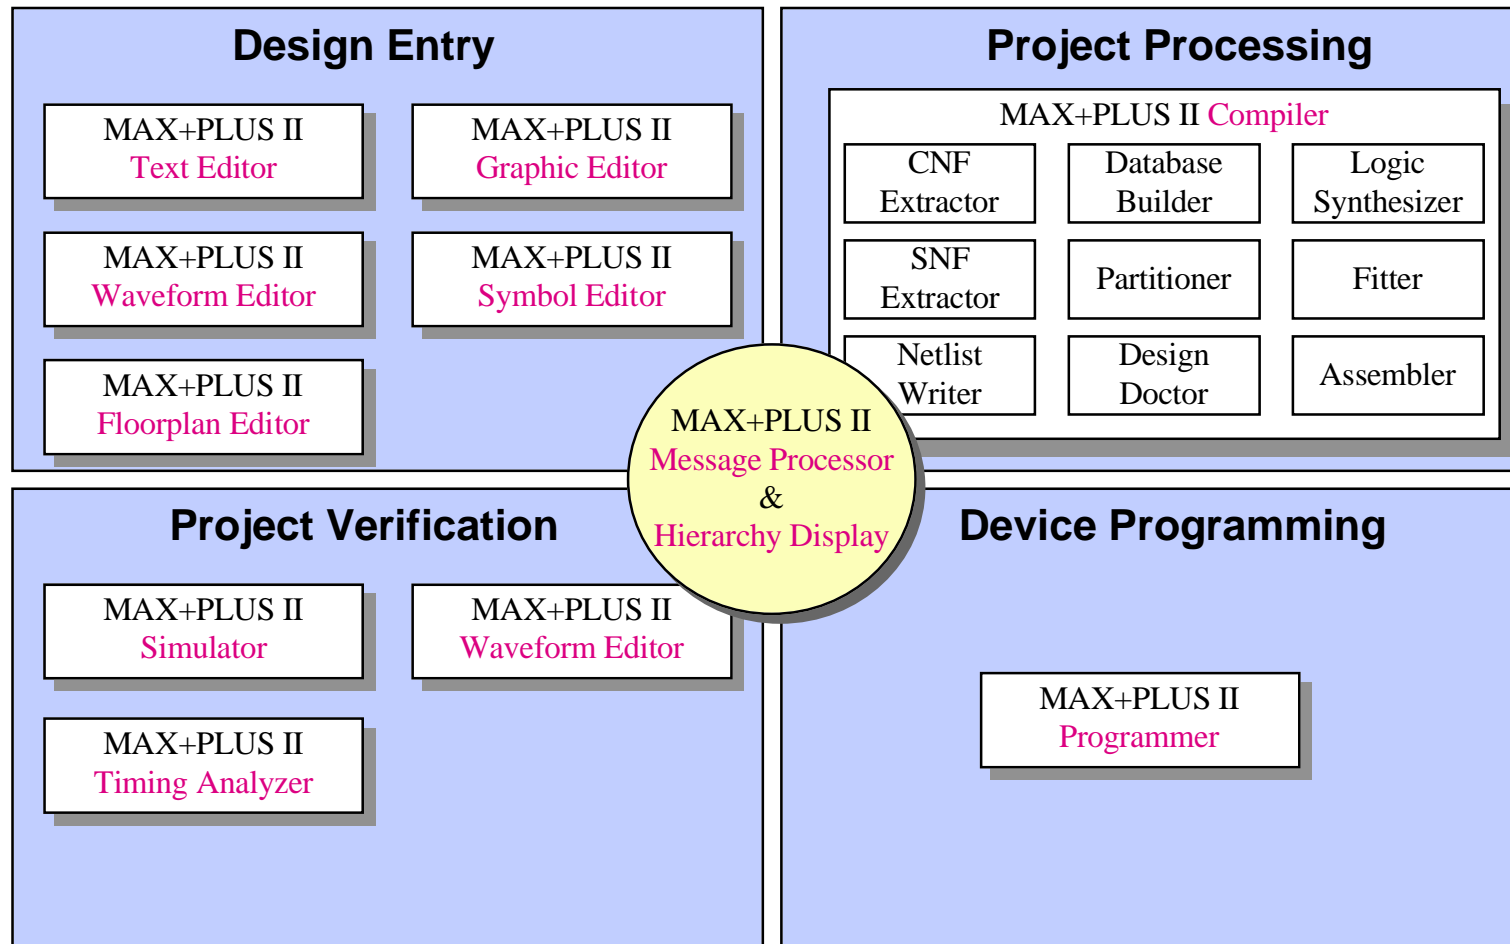 Design Entry
MAX+PLUS II
Text Editor
MAX+PLUS II
Graphic Editor
MAX+PLUS II
Waveform Editor
MAX+PLUS II
Symbol Editor
MAX+PLUS II
Floorplan Editor
Project Processing
MAX+PLUS II Compiler
CNF
Extractor
Database
Builder
Logic
Synthesizer
SNF
Extractor
Partitioner
Fitter
Netlist
Writer
Design
Doctor
Assembler
MAX+PLUS II
Message Processor
&
Hierarchy Display
Project Verification
MAX+PLUS II
Simulator
MAX+PLUS II
Waveform Editor
MAX+PLUS II
Timing Analyzer
Device Programming
MAX+PLUS II
Programmer